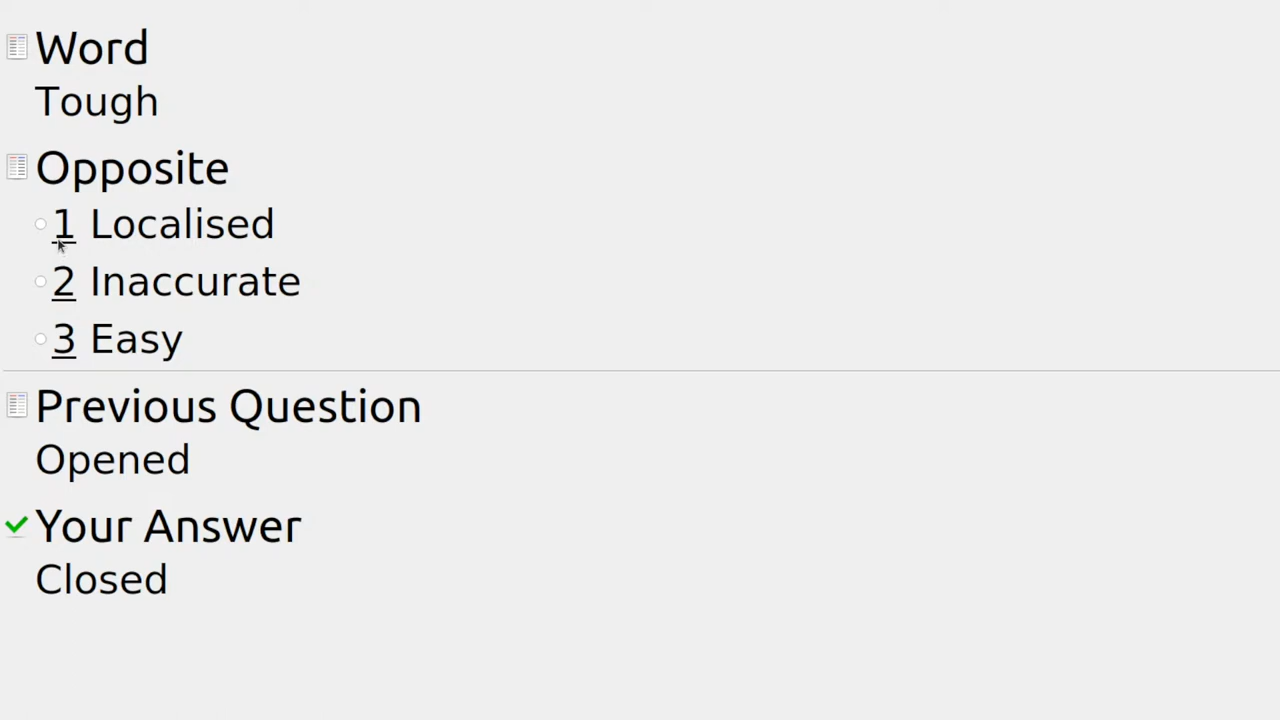 Word
Tough
Opposite
1 Localised
2 Inaccurate
3 Easy
Previous Question
Opened
Your Answer
Closed